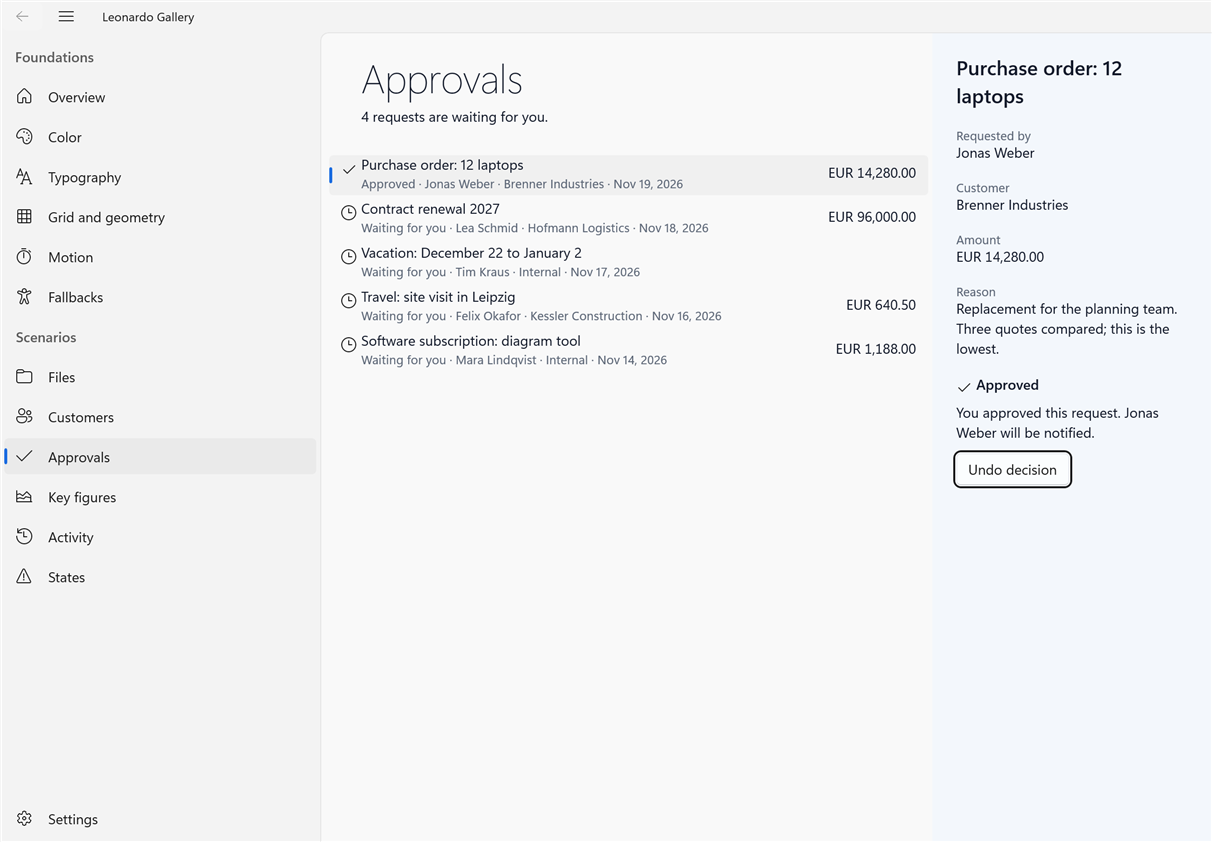 Leonardo Gallery
Foundations
Overview
Color
Typography
Grid and geometry
Motion
Fallbacks
Scenarios
Files
Customers
Approvals
Key figures
Activity
States
Settings
Approvals
4 requests are waiting for you.
Purchase order: 12 laptops
Approved · Jonas Weber · Brenner Industries · Nov 19, 2026
EUR 14,280.00
Contract renewal 2027
Waiting for you · Lea Schmid · Hofmann Logistics · Nov 18, 2026
EUR 96,000.00
Vacation: December 22 to January 2
Waiting for you · Tim Kraus · Internal · Nov 17, 2026
Travel: site visit in Leipzig
Waiting for you · Felix Okafor · Kessler Construction · Nov 16, 2026
EUR 640.50
Software subscription: diagram tool
Waiting for you · Mara Lindqvist · Internal · Nov 14, 2026
EUR 1,188.00
Purchase order: 12
laptops
Requested by
Jonas Weber
Customer
Brenner Industries
Amount
EUR 14,280.00
Reason
Replacement for the planning team.
Three quotes compared; this is the
lowest.
Approved
You approved this request. Jonas
Weber will be notified.
Undo decision